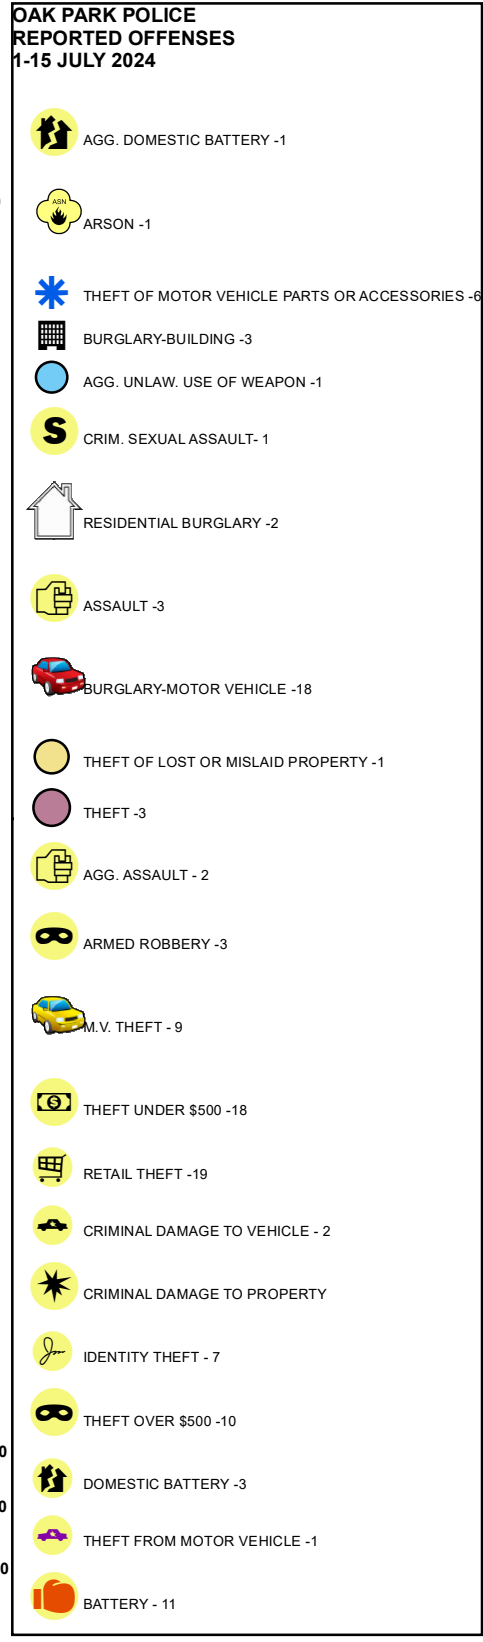 OAK PARK POLICE
REPORTED OFFENSES
1-15 JULY 2024
AGG. DOMESTIC BATTERY -1
ASN
ARSON -1
THEFT OF MOTOR VEHICLE PARTS OR ACCESSORIES -6
BURGLARY-BUILDING -3
AGG. UNLAW. USE OF WEAPON -1
S
CRIM. SEXUAL ASSAULT- 1
RESIDENTIAL BURGLARY -2
ASSAULT -3
BURGLARY-MOTOR VEHICLE -18
THEFT OF LOST OR MISLAID PROPERTY -1
THEFT -3
AGG. ASSAULT - 2
ARMED ROBBERY -3
M.V. THEFT - 9
$
THEFT UNDER $500 -18
RETAIL THEFT -19
CRIMINAL DAMAGE TO VEHICLE - 2
CRIMINAL DAMAGE TO PROPERTY
IDENTITY THEFT - 7
THEFT OVER $500 -10
0
DOMESTIC BATTERY -3
0
THEFT FROM MOTOR VEHICLE -1
0
BATTERY - 11